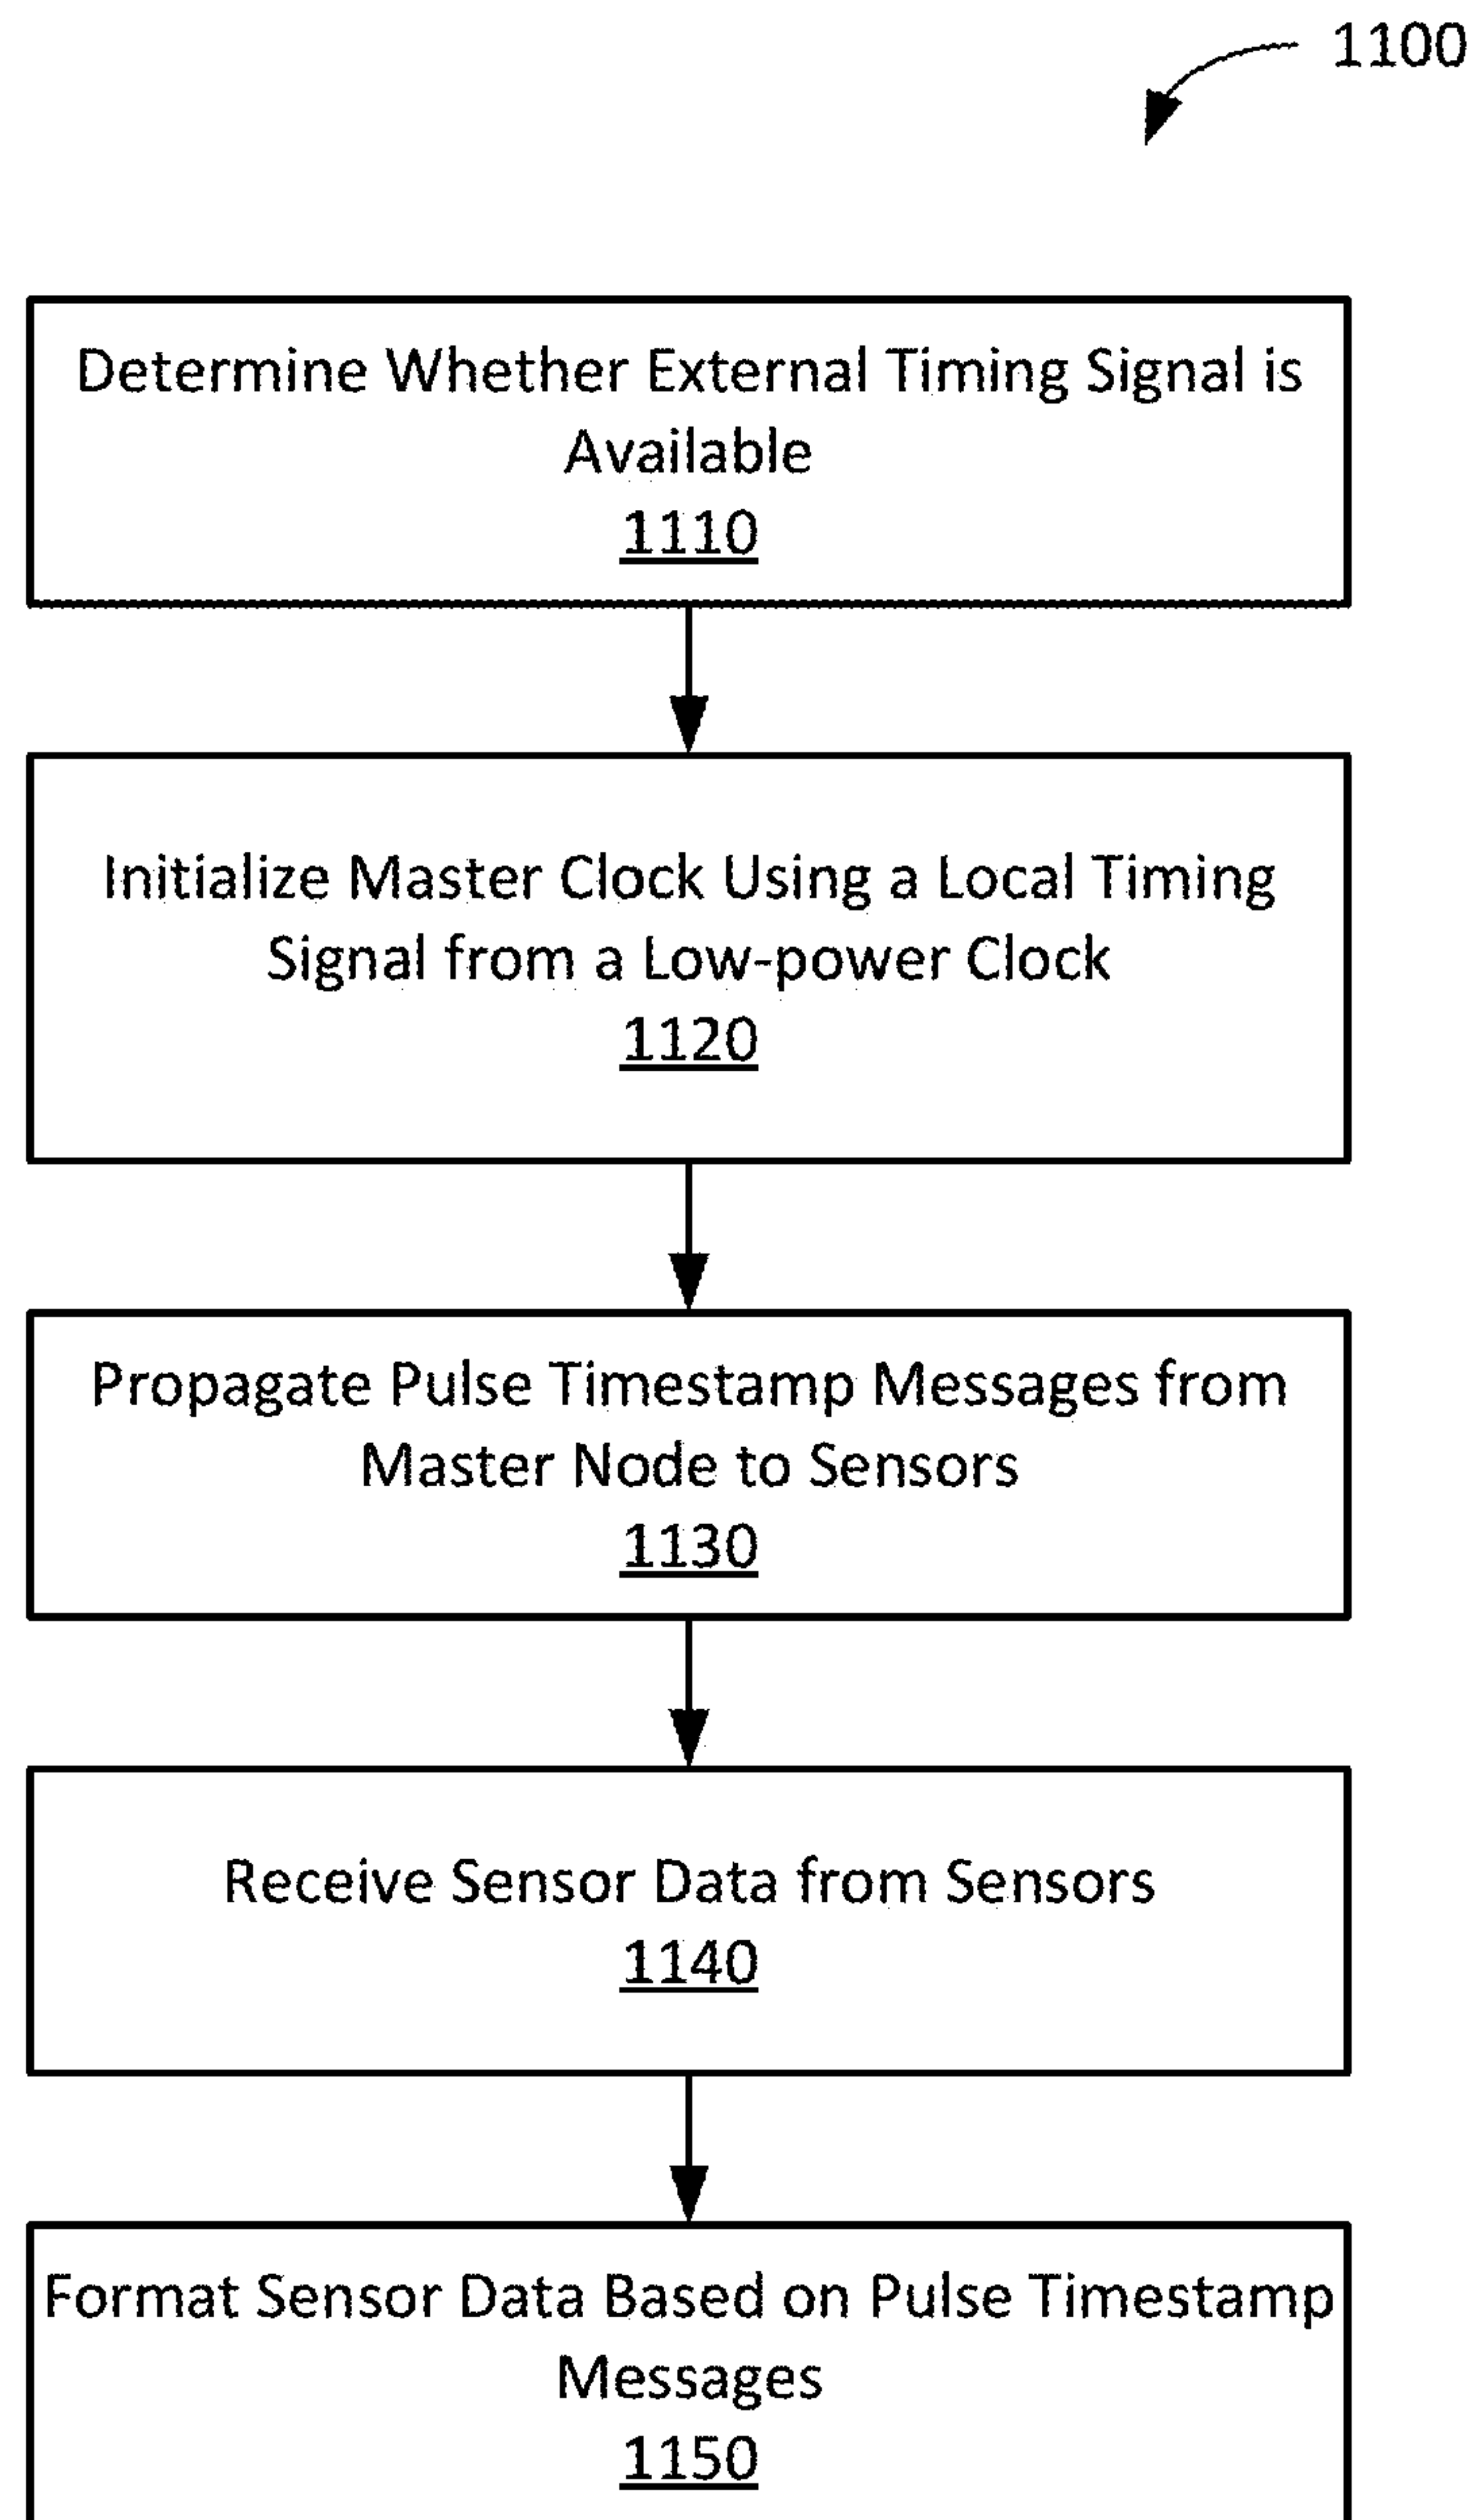 1100
Determine Whether External Timing Signal is
Available
1110
Initialize Master Clock Using a Local Timing
Signal from a Low-power Clock
1120
Propagate Pulse Timestamp Messages from
Master Node to Sensors
1130
Receive Sensor Data from Sensors
1140
Format Sensor Data Based on Pulse Timestamp
Messages
1150